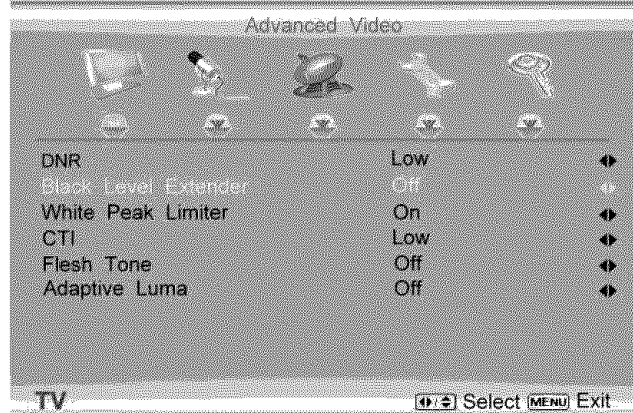 Advanced Video
DNR Low
Black Level Extender Off
White Peak Limiter On
CTI Low
Flesh Tone Off
Adaptive Luma Off
TV Select MENU Exit